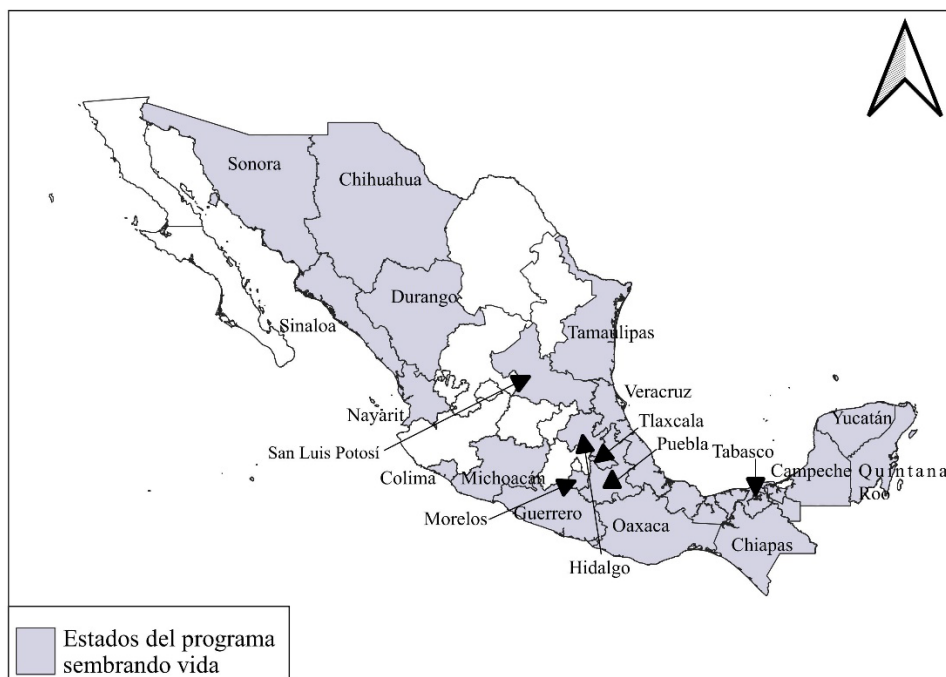 Sonora
Chihuahua
Durango
Sinaloa
Tamaulipas
Nayarit
Veracruz
San Luis Potosí
Tlaxcala
Puebla
Yucatán
Tabasco
Colima
Michoacán
Campeche
Quintana
Roo
Morelos
Guerrero
Oaxaca
Chiapas
Hidalgo
Estados del programa
sembrando vida